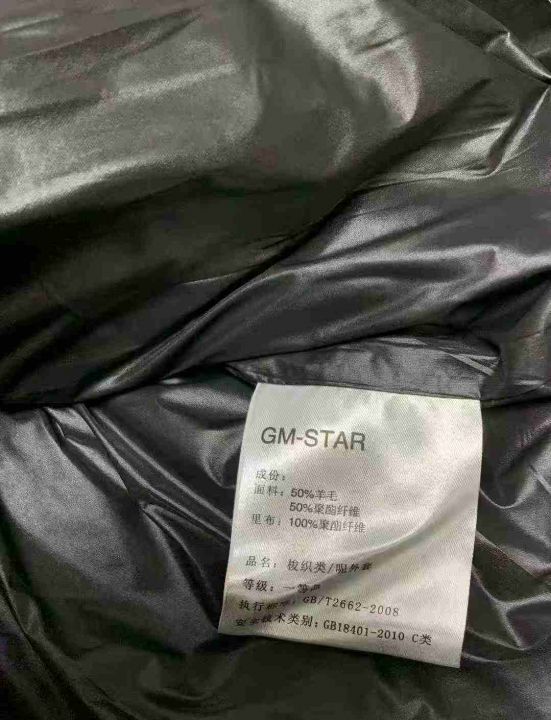 GM-STAR
成份:
面料: 50%羊毛
50%聚酯纤维
里布: 100%聚酯纤维
品名: 梭织类/呢外套
等级: 一等品
执行标准: GB/T2662-2008
安全技术类别: GB18401-2010 C类